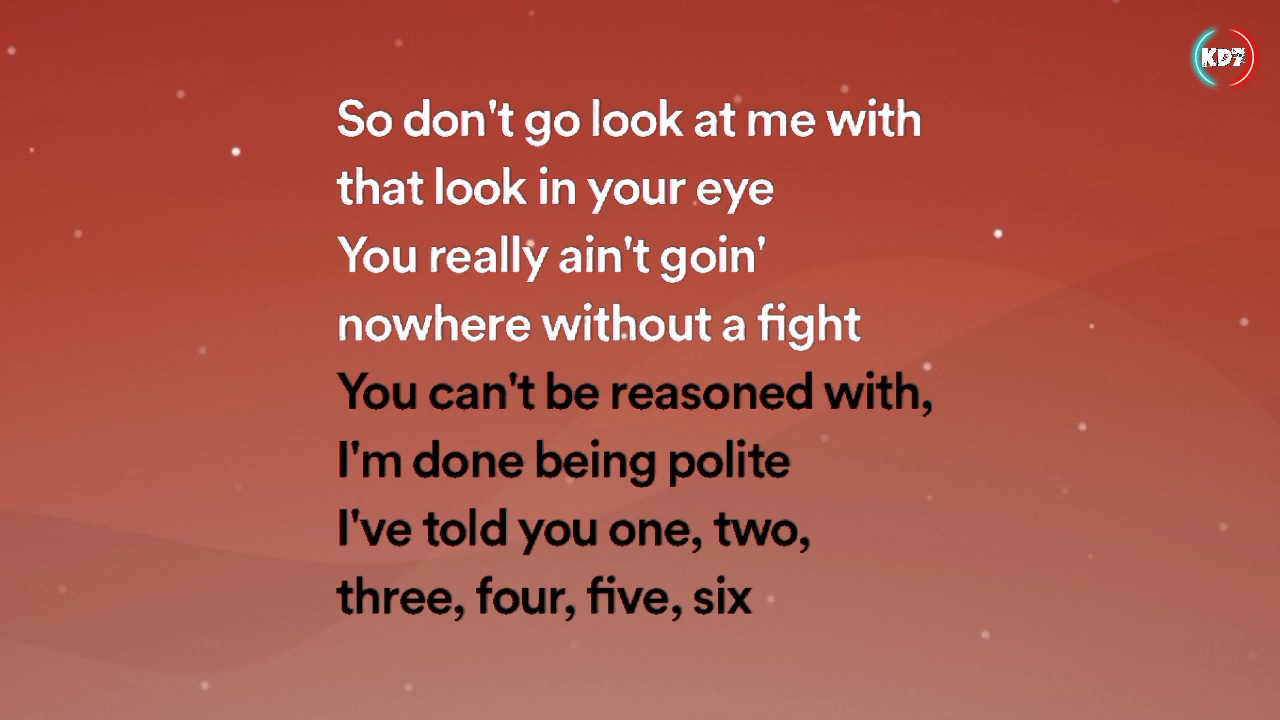 KD7
So don't go look at me with
that look in your eye
You really ain't goin'
nowhere without a fight
You can't be reasoned with,
I'm done being polite
I've told you one, two,
three, four, five, six